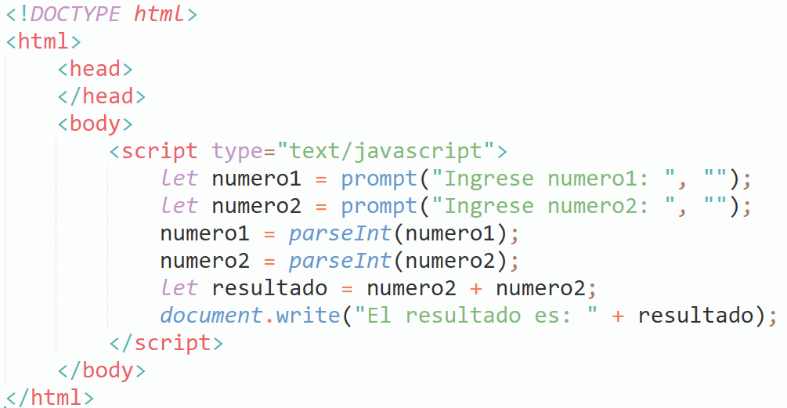 <!DOCTYPE html>
<html>
<head>
</head>
<body>
<script type="text/javascript">
let numero1 = prompt("Ingrese numero1: ", "");
let numero2 = prompt("Ingrese numero2: ", "");
numero1 = parseInt(numero1);
numero2 = parseInt(numero2);
let resultado = numero2 + numero2;
document.write("El resultado es: " + resultado);
</script>
</body>
</html>